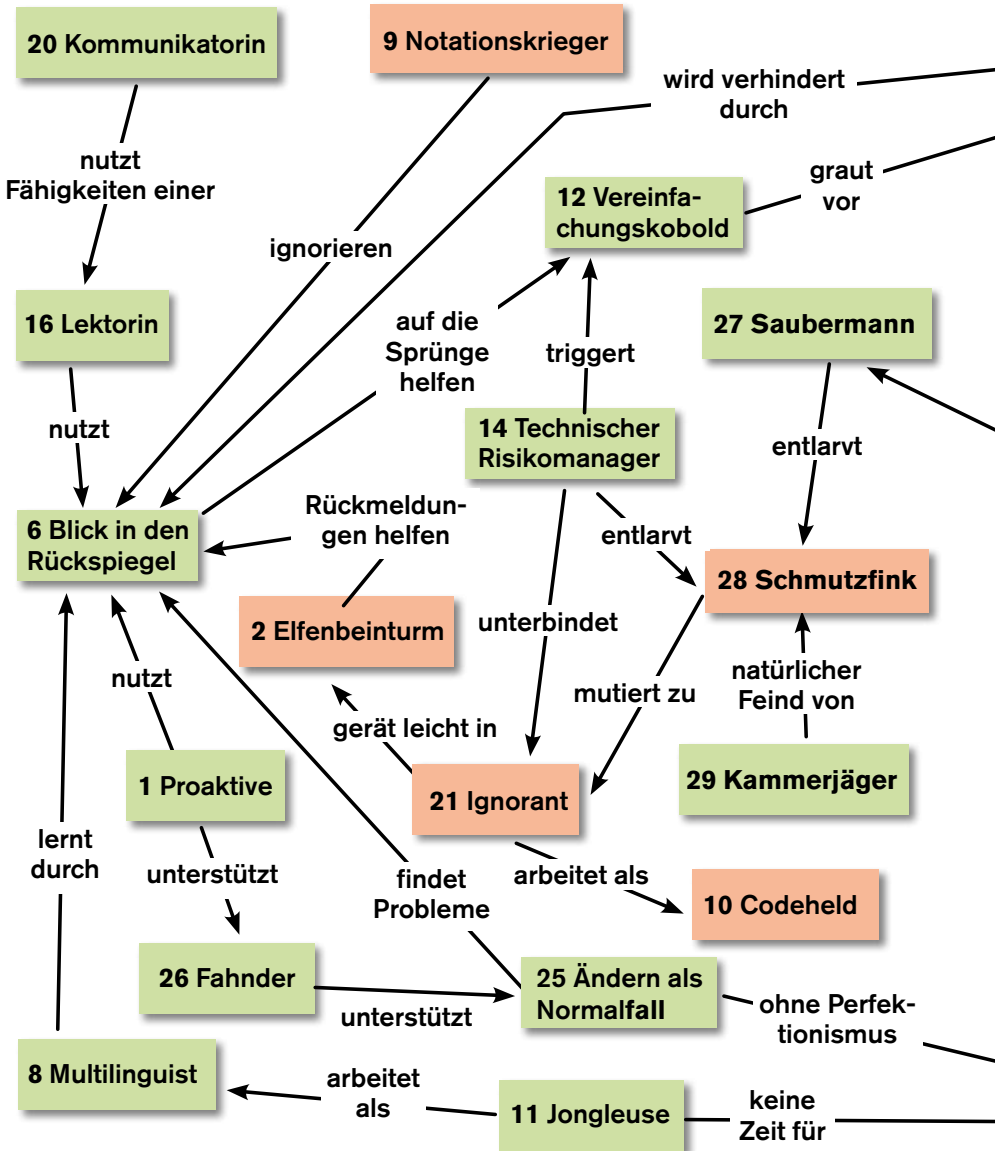 20 Kommunikatorin
9 Notationskrieger
wird verhindert
durch
nutzt
Fähigkeiten einer
graut
vor
12 Vereinfa-
chungskobold
ignorieren
16 Lektorin
auf die
Sprünge
helfen
triggert
27 Saubermann
nutzt
14 Technischer
Risikomanager
entlarvt
6 Blick in den
Rückspiegel
Rückmeldun-
gen helfen
entlarvt
28 Schmutzfink
2 Elfenbeinturm
unterbindet
nutzt
mutiert zu
natürlicher
Feind von
gerät leicht in
1 Proaktive
21 Ignorant
29 Kammerjäger
lernt
durch
unterstützt
findet
Probleme
arbeitet als
10 Codeheld
26 Fahnder
25 Ändern als
Normalfall
unterstützt
ohne Perfek-
tionismus
8 Multilinguist
arbeitet
als
11 Jongleuse
keine
Zeit für